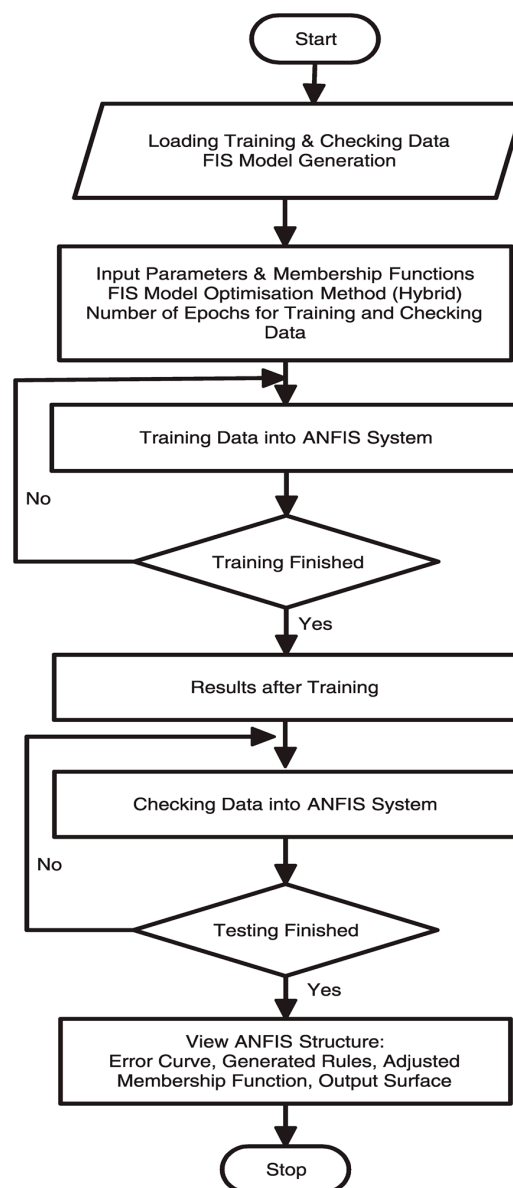 Start
Loading Training & Checking Data
FIS Model Generation
Input Parameters & Membership Functions
FIS Model Optimisation Method (Hybrid)
Number of Epochs for Training and Checking
Data
Training Data into ANFIS System
No
Training Finished
Yes
Results after Training
Checking Data into ANFIS System
No
Testing Finished
Yes
View ANFIS Structure:
Error Curve, Generated Rules, Adjusted
Membership Function, Output Surface
Stop